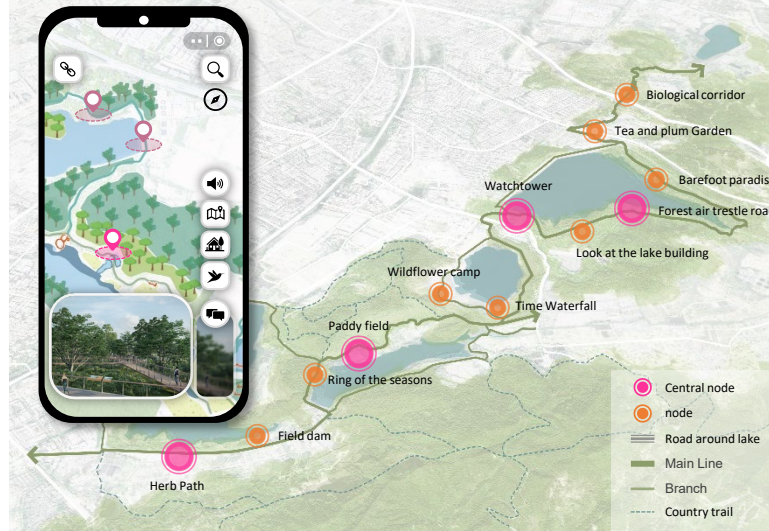 Biological corridor
Tea and plum Garden
Barefoot paradis
Watchtower
Forest air trestle roa
Look at the lake building
Wildflower camp
Time Waterfall
Paddy field
Ring of the seasons
Field dam
Herb Path
Central node
node
Road around lake
Main Line
Branch
Country trail